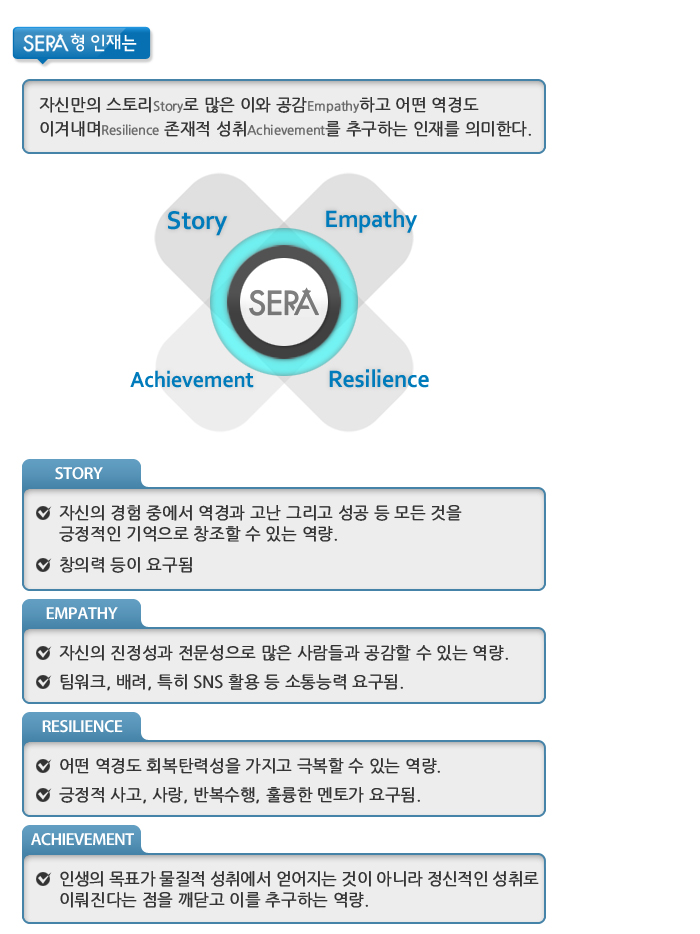 SERA형 인재는
자신만의 스토리Story로 많은 이와 공감Empathy하고 어떤 역경도
이겨내며Resilience 존재적 성취Achievement를 추구하는 인재를 의미한다.
Story
Empathy
SERA
Achievement
Resilience
STORY
자신의 경험 중에서 역경과 고난 그리고 성공 등 모든 것을
긍정적인 기억으로 창조할 수 있는 역량.
창의력 등이 요구됨
EMPATHY
자신의 진정성과 전문성으로 많은 사람들과 공감할 수 있는 역량.
팀워크, 배려, 특히 SNS 활용 등 소통능력 요구됨.
RESILIENCE
어떤 역경도 회복탄력성을 가지고 극복할 수 있는 역량.
긍정적 사고, 사랑, 반복수행, 훌륭한 멘토가 요구됨.
ACHIEVEMENT
인생의 목표가 물질적 성취에서 얻어지는 것이 아니라 정신적인 성취로
이뤄진다는 점을 깨닫고 이를 추구하는 역량.